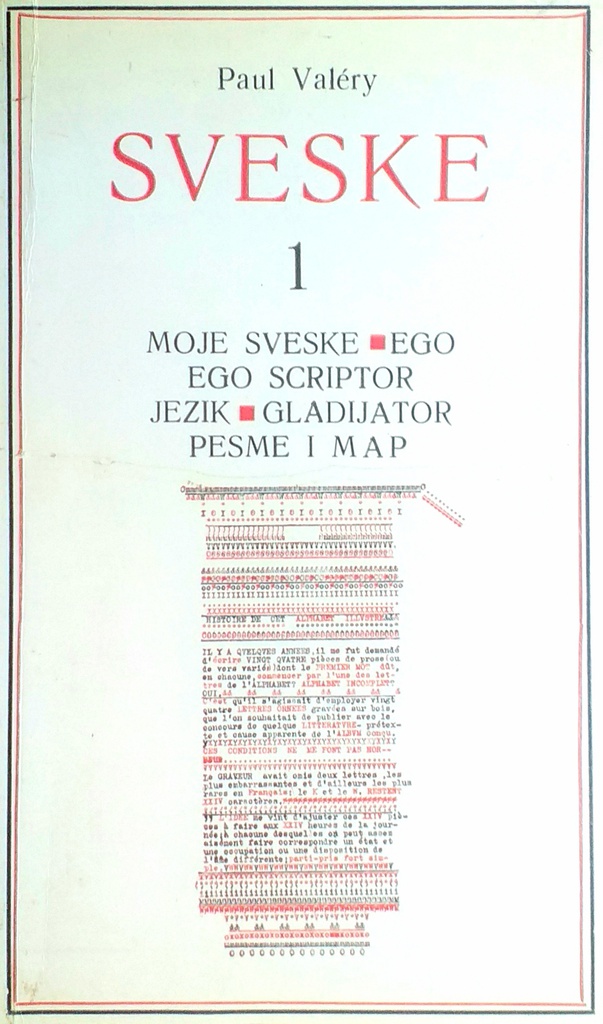 Paul Valéry
SVESKE
1
MOJE SVESKE ■ EGO
EGO SCRIPTOR
JEZIK ■ GLADIJATOR
PESME I MAP
HISTOIRE DE CET ALPHABET ILLVSTRE
IL Y A QVELQVES ANNEES, il me fut demandé
d'écrire VINGT QVATRE pièces de prose (ou
de vers variés) dont le PREMIER MOT dût,
en chacune, commencer par l'une des let-
tres de l'ALPHABET? ALPHABET INCOMPLET?
OUI,
C'est qu'il s'agissait d'employer vingt
quatre LETTRES ORNEES gravées sur bois,
que l'on souhaitait de publier avec le
concours de quelque LITTERATVRE- prétex-
te et cause apparente de l'ALBVM conçu.
CES CONDITIONS NE ME FONT PAS HOR-
REUR
Le GRAVEUR avait omis deux lettres, les
plus embarrassantes et d'ailleurs les plus
rares en Français: le K et le W. RESTENT
XXIV caractères.
L'IDEE me vint d'ajuster ces XXIV piè-
ces à faire aux XXIV heures de la jour-
née, à chacune desquelles on peut assez
aisément faire correspondre un état et
une occupation ou une disposition de
l'âme différente; parti-pris fort sim-
ple.